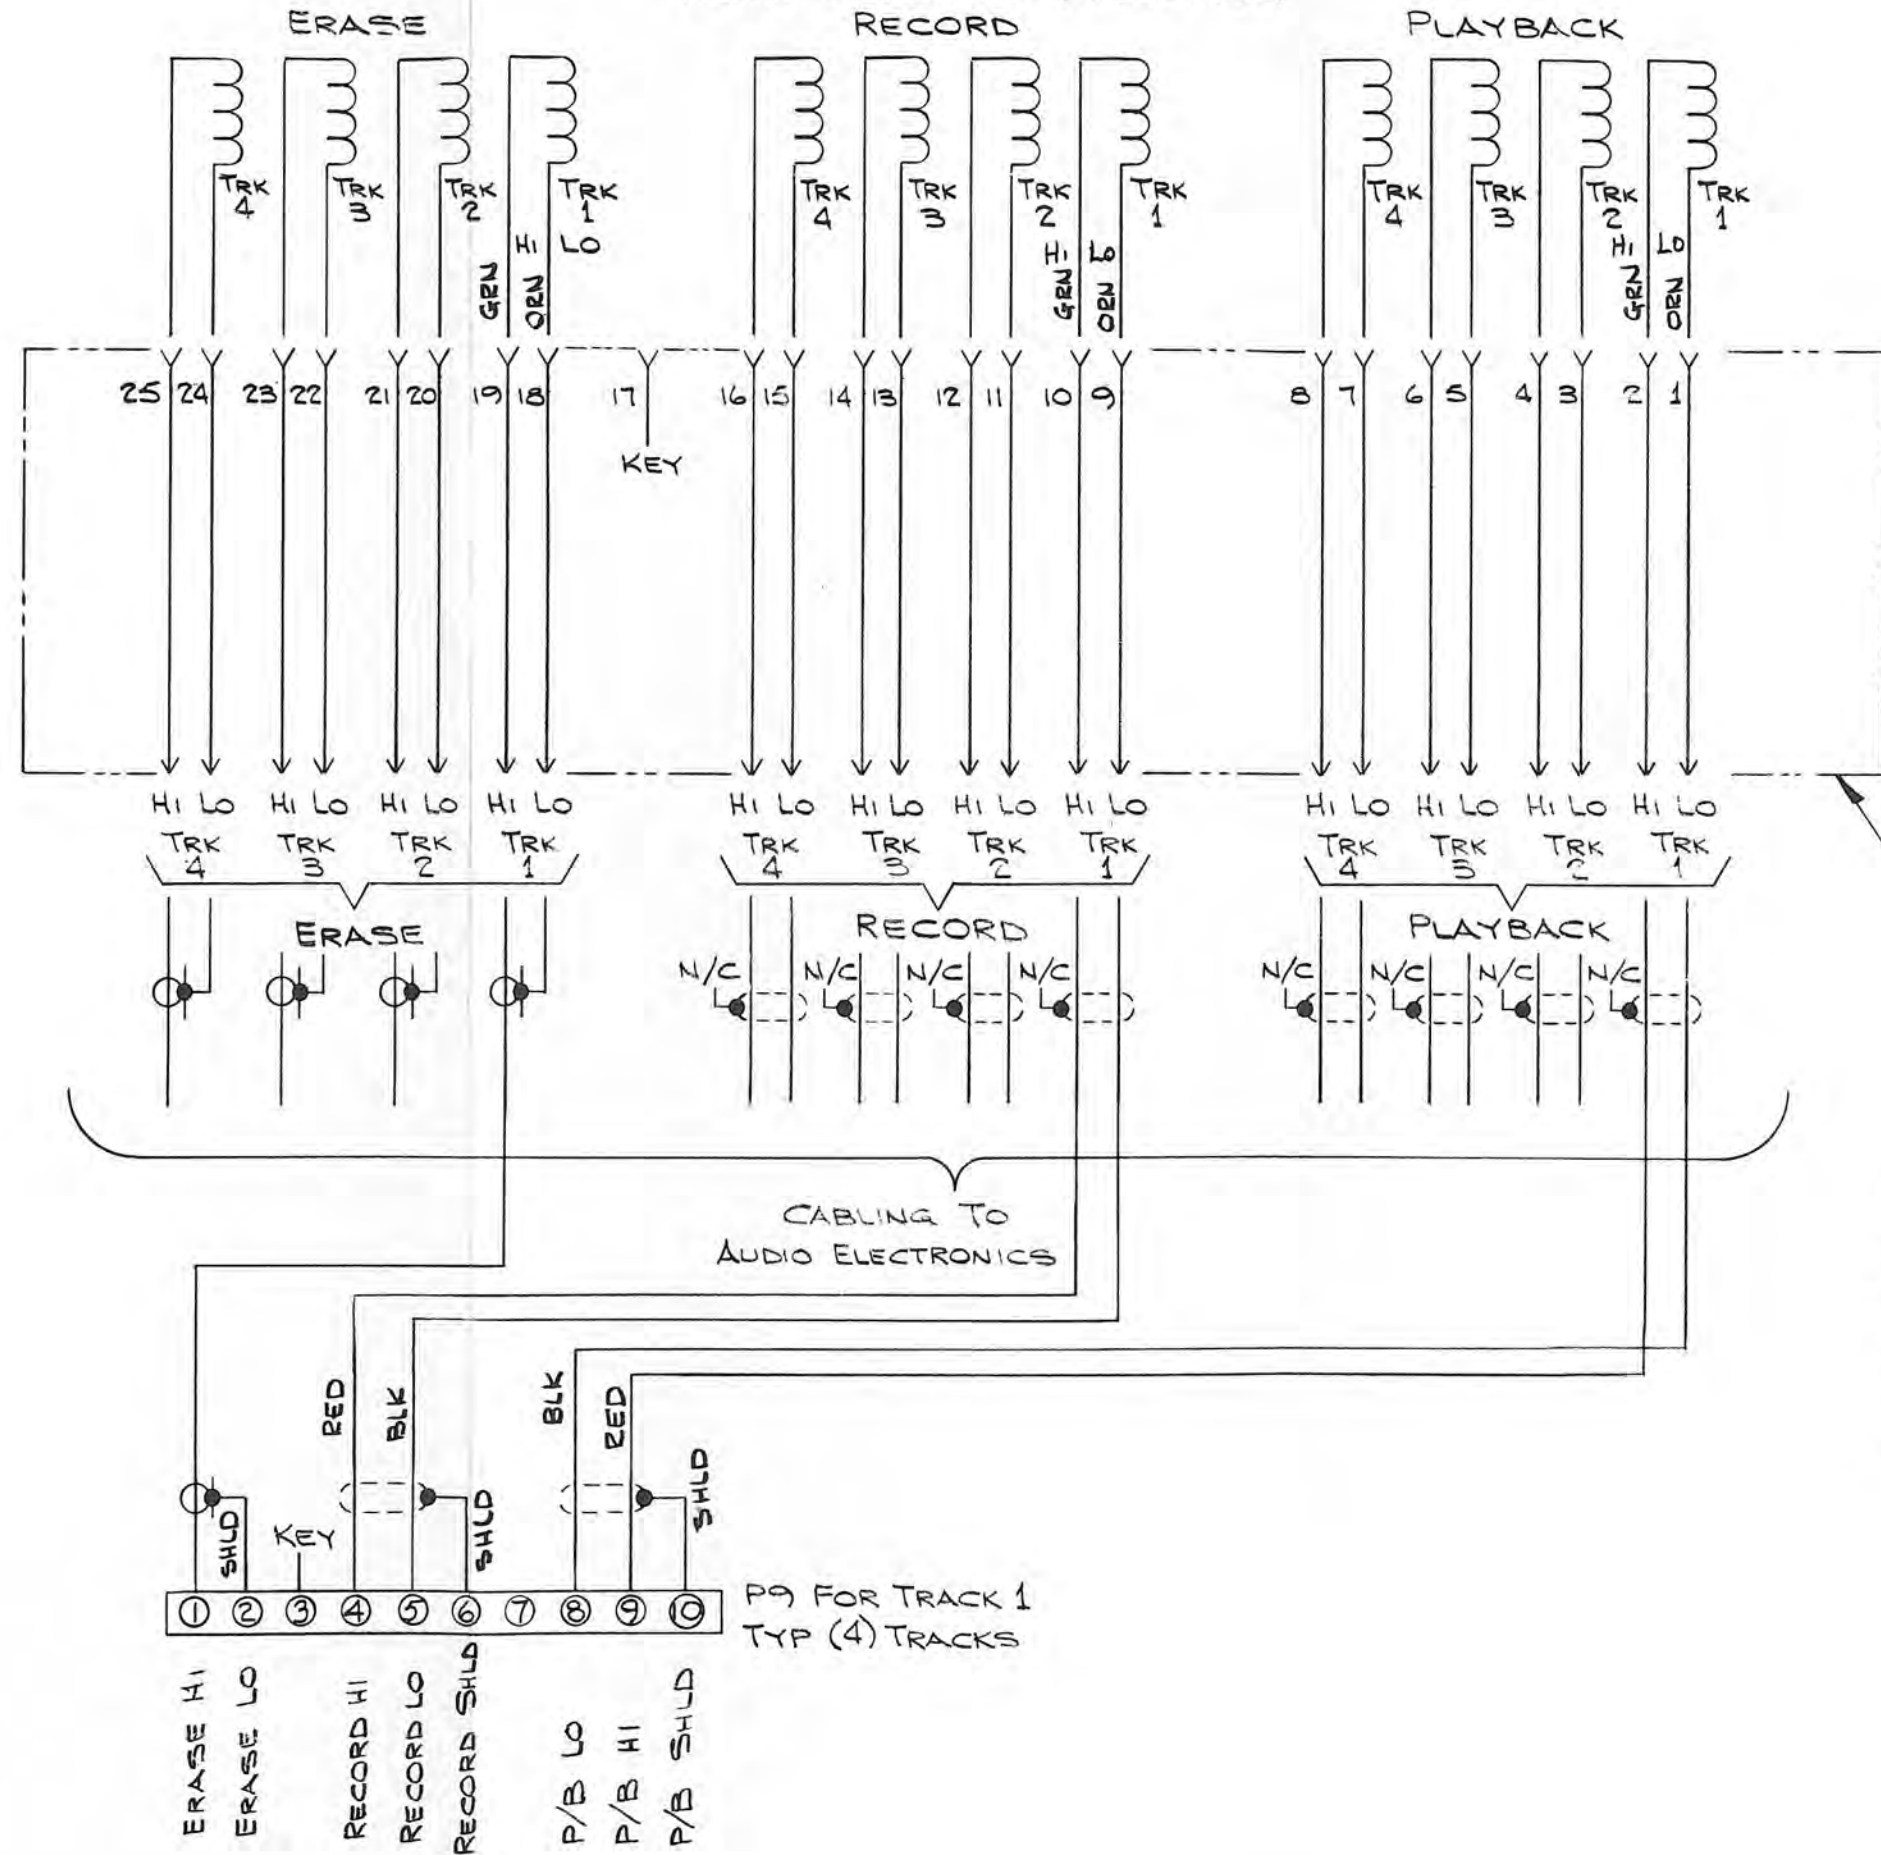 ERASE RECORD PLAYBACK
TRK 4 TRK 3 TRK 2 TRK 1 TRK 4 TRK 3 TRK 2 TRK 1 TRK 4 TRK 3 TRK 2 TRK 1
HI LO HI LO HI LO
GRN ORN GRN ORN GRN ORN
25 24 23 22 21 20 19 18 17 16 15 14 13 12 11 10 9 8 7 6 5 4 3 2 1
KEY
HI LO HI LO HI LO HI LO HI LO HI LO HI LO HI LO HI LO HI LO HI LO HI LO
TRK 4 TRK 3 TRK 2 TRK 1 TRK 4 TRK 3 TRK 2 TRK 1 TRK 4 TRK 3 TRK 2 TRK 1
ERASE RECORD PLAYBACK
N/C N/C N/C N/C N/C N/C N/C N/C
CABLING TO
AUDIO ELECTRONICS
RED BLK BLK RED
SHLD KEY SHLD SHLD
1 2 3 4 5 6 7 8 9 10
P9 FOR TRACK 1
TYP (4) TRACKS
ERASE HI
ERASE LO
RECORD HI
RECORD LO
RECORD SHLD
P/B LO
P/B HI
P/B SHLD